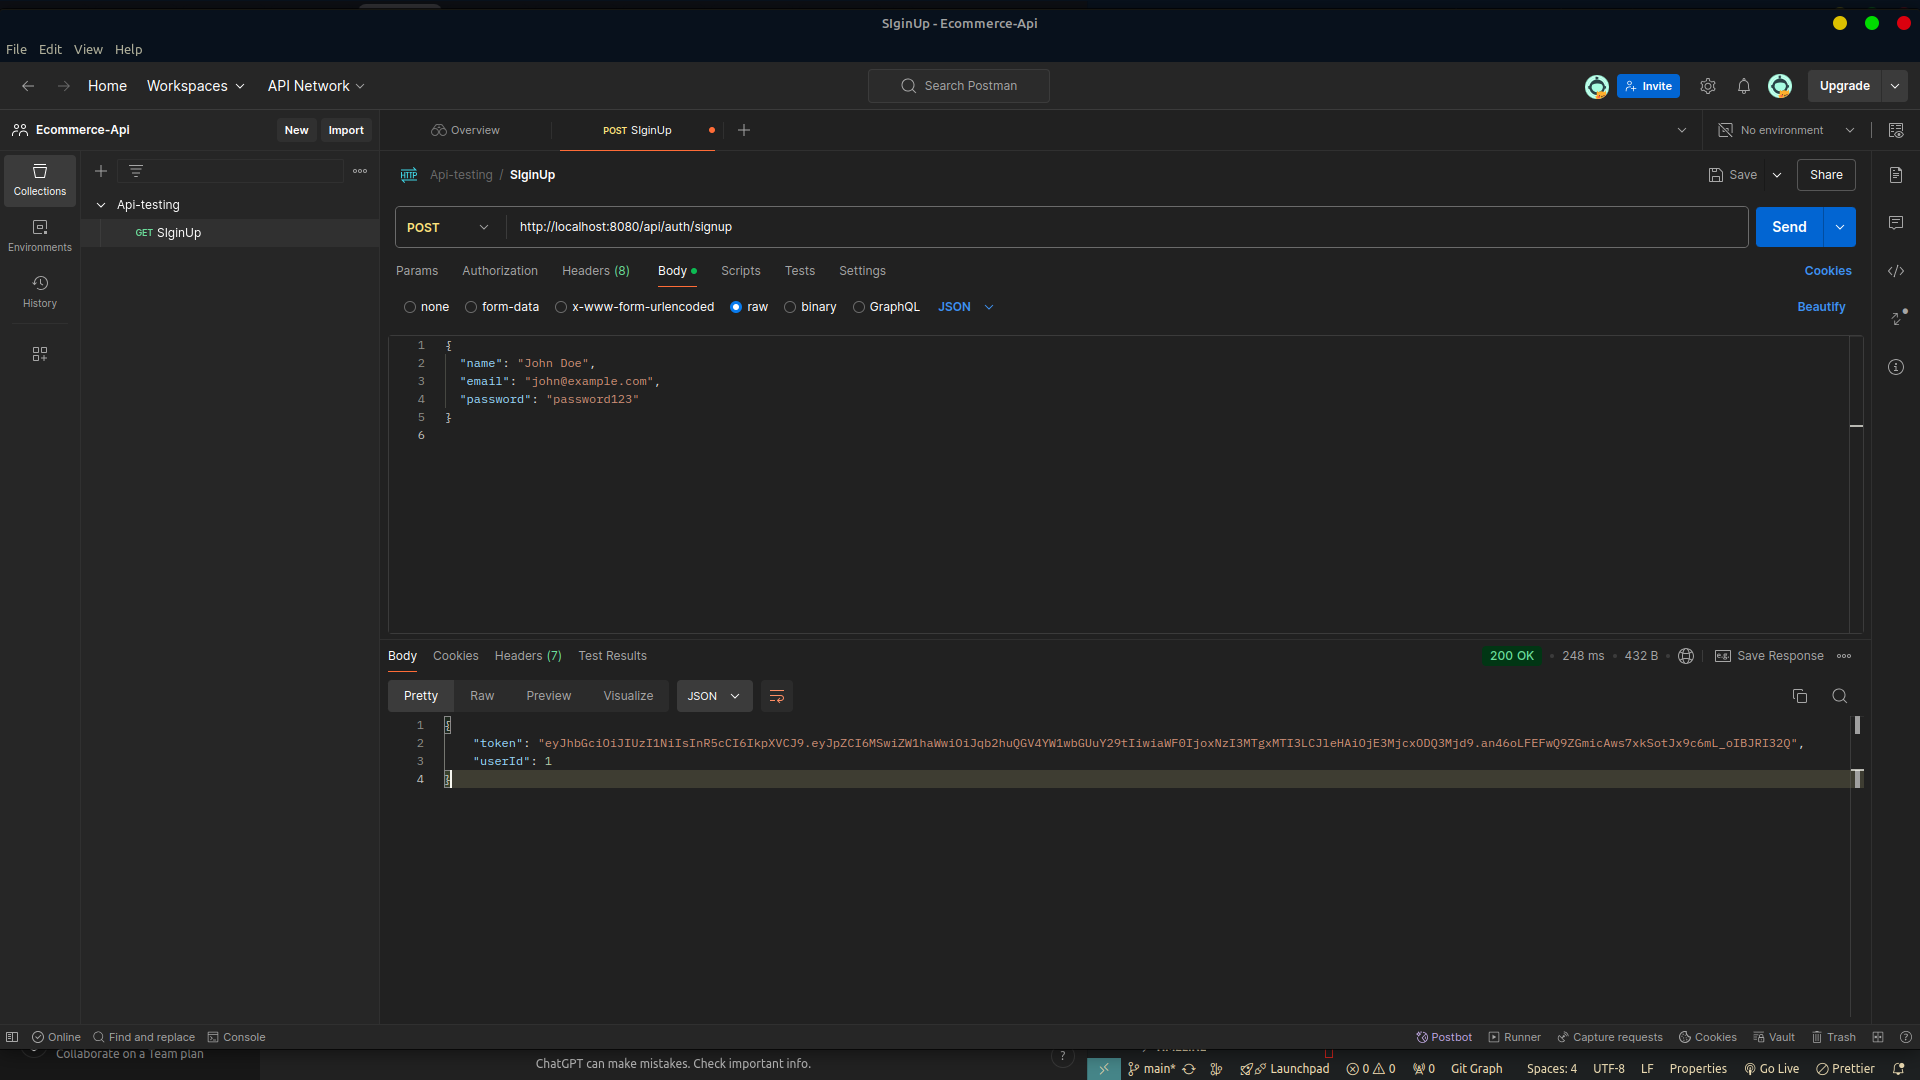 SIginUp - Ecommerce-Api
File Edit View Help
Home Workspaces API Network Search Postman Invite Upgrade
Ecommerce-Api New Import Overview POST SIginUp No environment
Collections
Environments
History
Api-testing
GET SIginUp
HTTP Api-testing / SIginUp Save Share
POST http://localhost:8080/api/auth/signup Send
Params Authorization Headers (8) Body Scripts Tests Settings Cookies
none form-data x-www-form-urlencoded raw binary GraphQL JSON Beautify
1 {
2 "name": "John Doe",
3 "email": "john@example.com",
4 "password": "password123"
5 }
6
Body Cookies Headers (7) Test Results 200 OK • 248 ms • 432 B • e.g. Save Response
Pretty Raw Preview Visualize JSON
1 {
2 "token": "eyJhbGciOiJIUzI1NiIsInR5cCI6IkpXVCJ9.eyJpZCI6MSwiZW1haWwiOiJqb2huQGV4YW1wbGUuY29tIiwiaWF0IjoxNzI3MTgxMTI3LCJleHAiOjE3MjcxODQ3Mjd9.an46oLFEFwQ9ZGmicAws7xkSotJx9c6mL_oIBJRI32Q",
3 "userId": 1
4 }
Online Find and replace Console Postbot Runner Capture requests Cookies Vault Trash
Collaborate on a Team plan
ChatGPT can make mistakes. Check important info. ?
main* Launchpad 0 0 0 Git Graph Spaces: 4 UTF-8 LF Properties Go Live Prettier